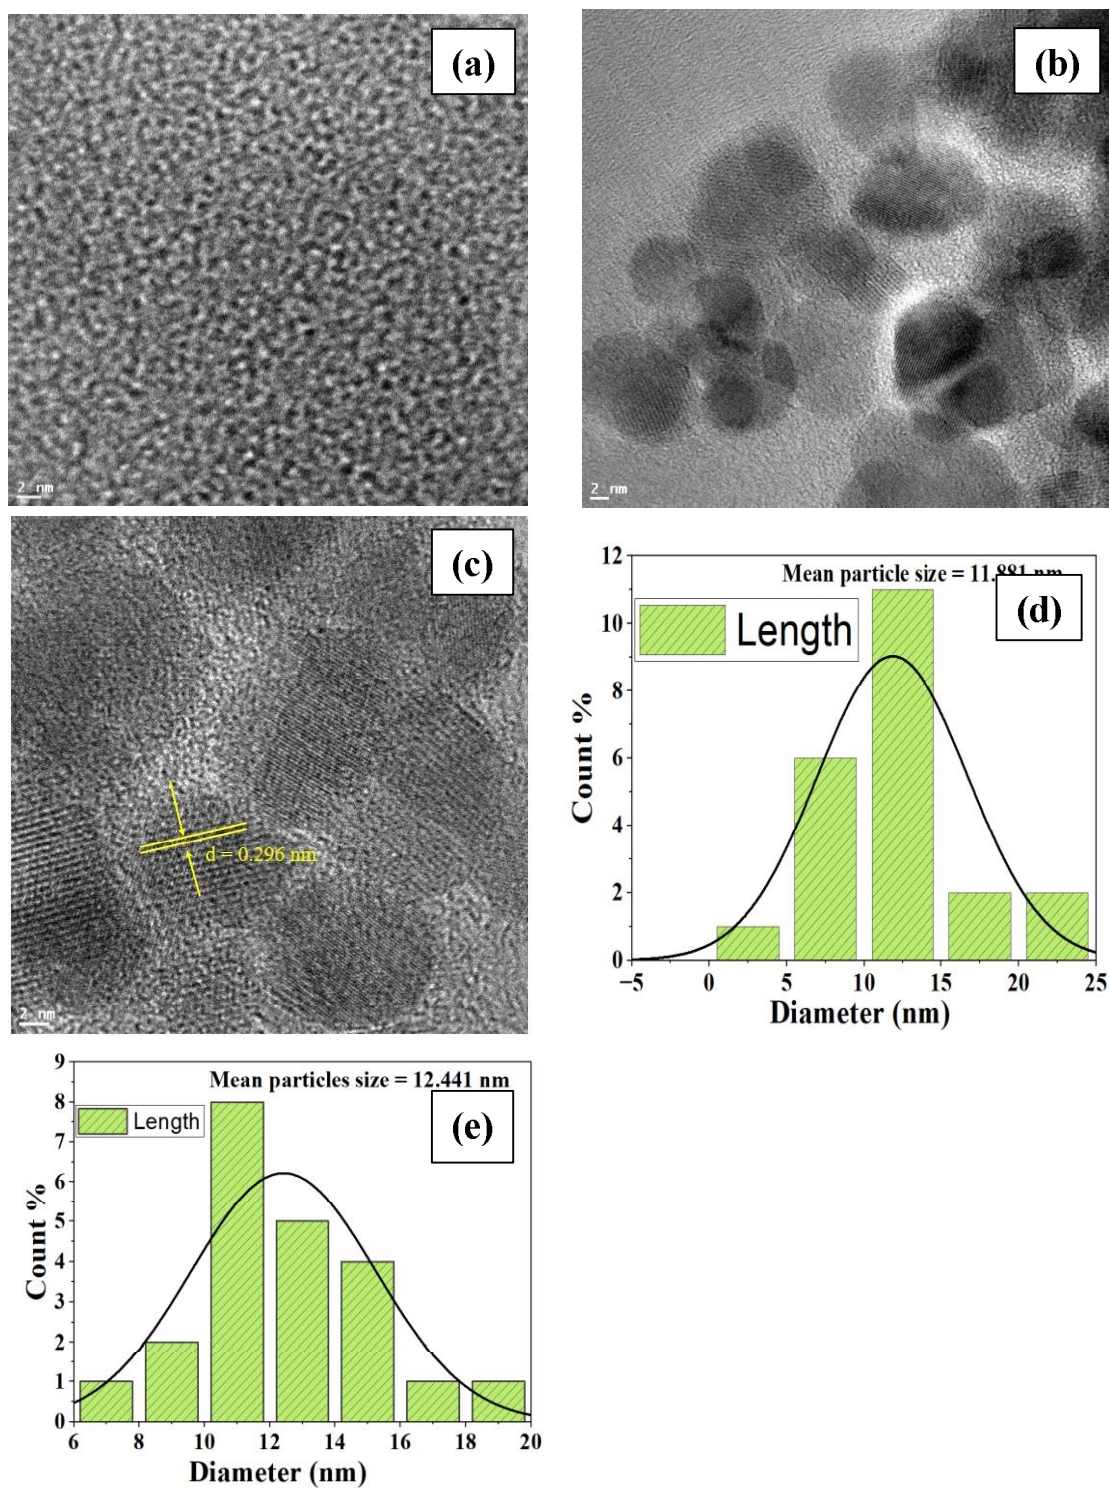 (a)
2 nm
(b)
2 nm
(c)
d = 0.296 nm
2 nm
Mean particle size = 11.881 nm
(d)
Length
12
10
8
6
4
2
0
Count %
−5 0 5 10 15 20 25
Diameter (nm)
Mean particles size = 12.441 nm
(e)
Length
9
8
7
6
5
4
3
2
1
0
Count %
6 8 10 12 14 16 18 20
Diameter (nm)